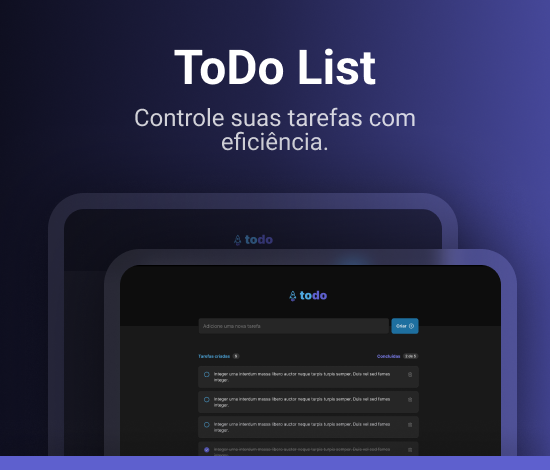 ToDo List
Controle suas tarefas com
eficiência.
todo
todo
Adicione uma nova tarefa
Criar
Tarefas criadas 5
Concluídas 2 de 5
Integer urna interdum massa libero auctor neque turpis turpis semper. Duis vel sed fames
integer.
Integer urna interdum massa libero auctor neque turpis turpis semper. Duis vel sed fames
integer.
Integer urna interdum massa libero auctor neque turpis turpis semper. Duis vel sed fames
integer.
Integer urna interdum massa libero auctor neque turpis turpis semper. Duis vel sed fames